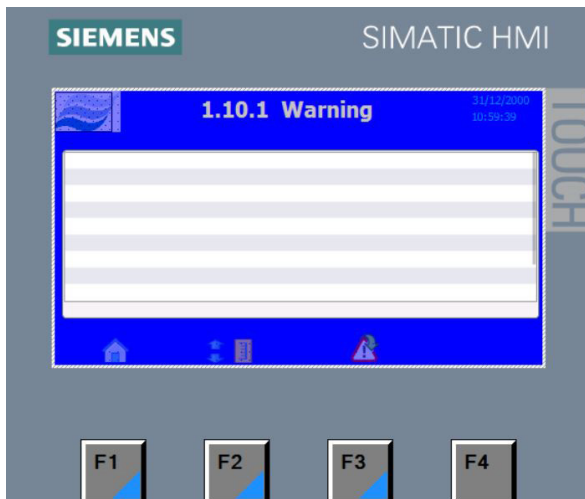 SIEMENS
SIMATIC HMI
1.10.1 Warning
31/12/2000
10:59:39
TOUCH
F1
F2
F3
F4